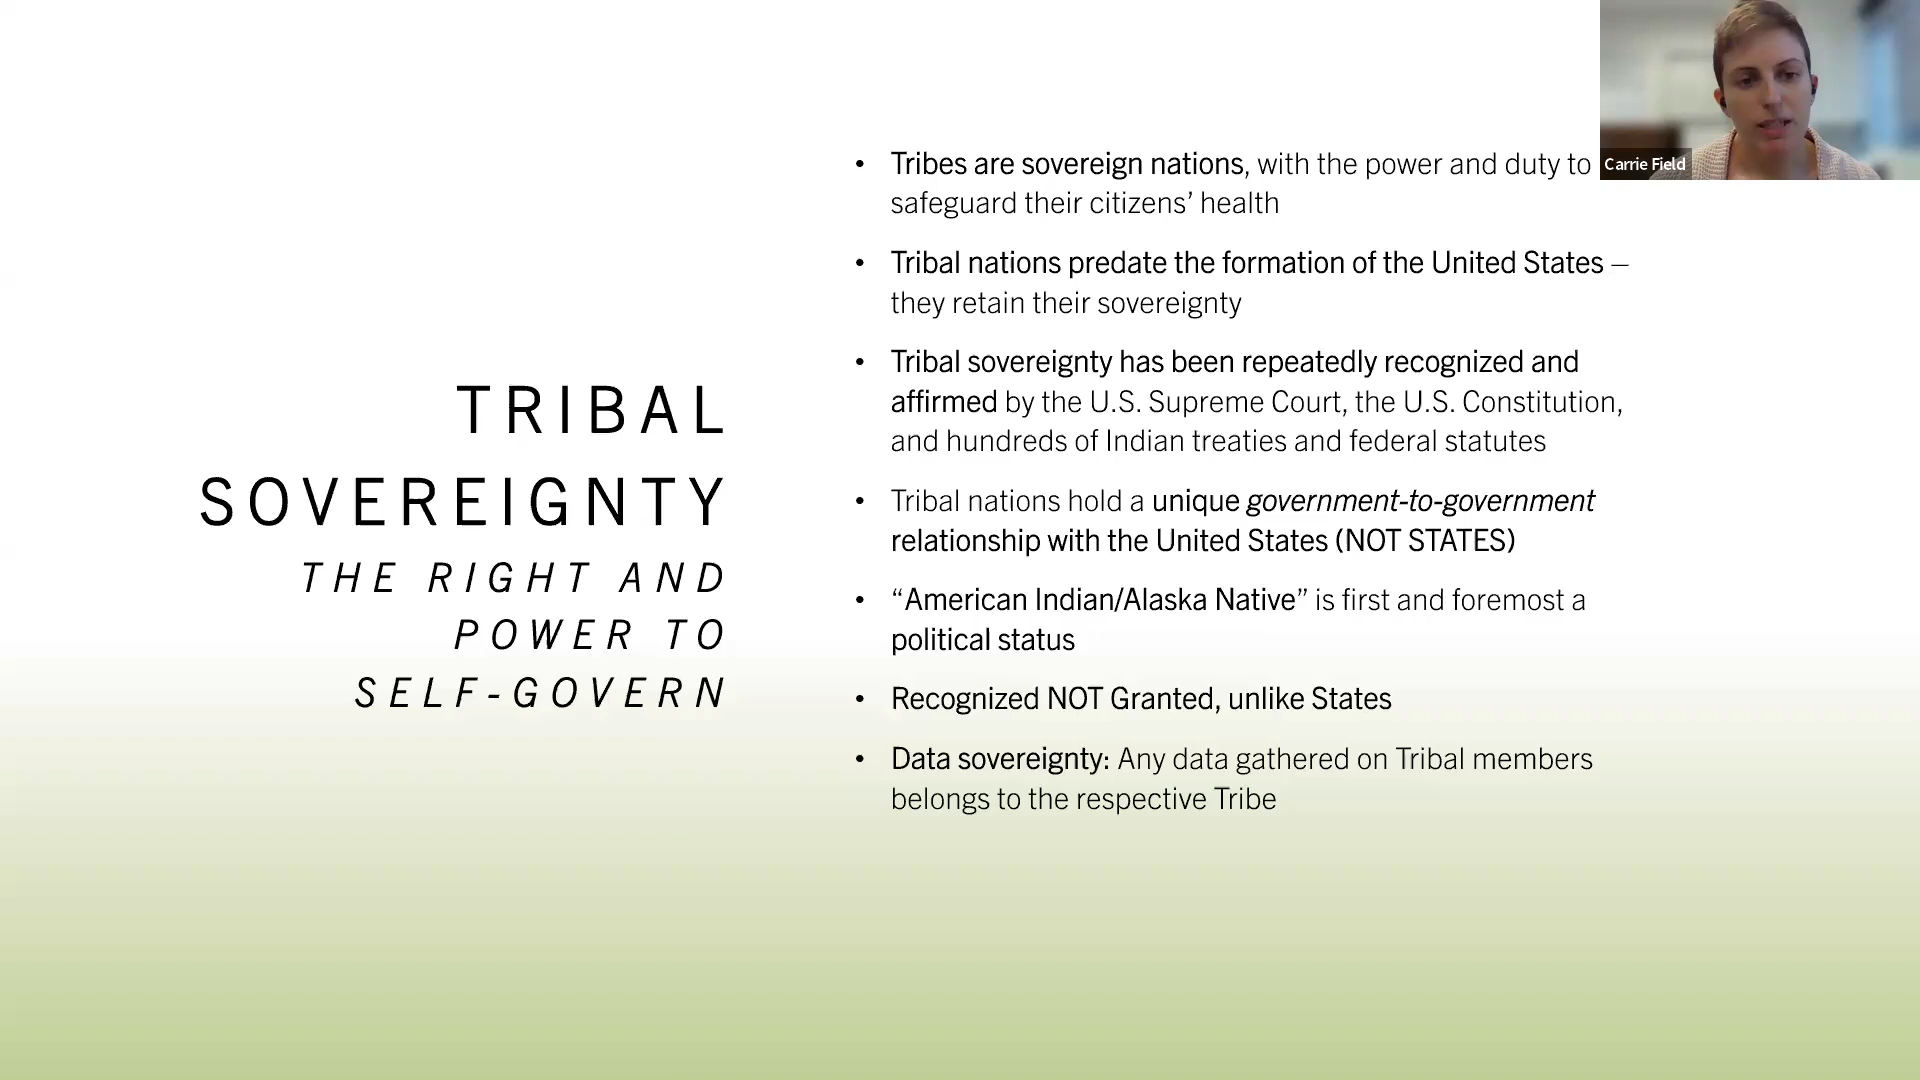 TRIBAL
SOVEREIGNTY
THE RIGHT AND
POWER TO
SELF-GOVERN
• Tribes are sovereign nations, with the power and duty to
safeguard their citizens’ health
• Tribal nations predate the formation of the United States –
they retain their sovereignty
• Tribal sovereignty has been repeatedly recognized and
affirmed by the U.S. Supreme Court, the U.S. Constitution,
and hundreds of Indian treaties and federal statutes
• Tribal nations hold a unique government-to-government
relationship with the United States (NOT STATES)
• “American Indian/Alaska Native” is first and foremost a
political status
• Recognized NOT Granted, unlike States
• Data sovereignty: Any data gathered on Tribal members
belongs to the respective Tribe
Carrie Field